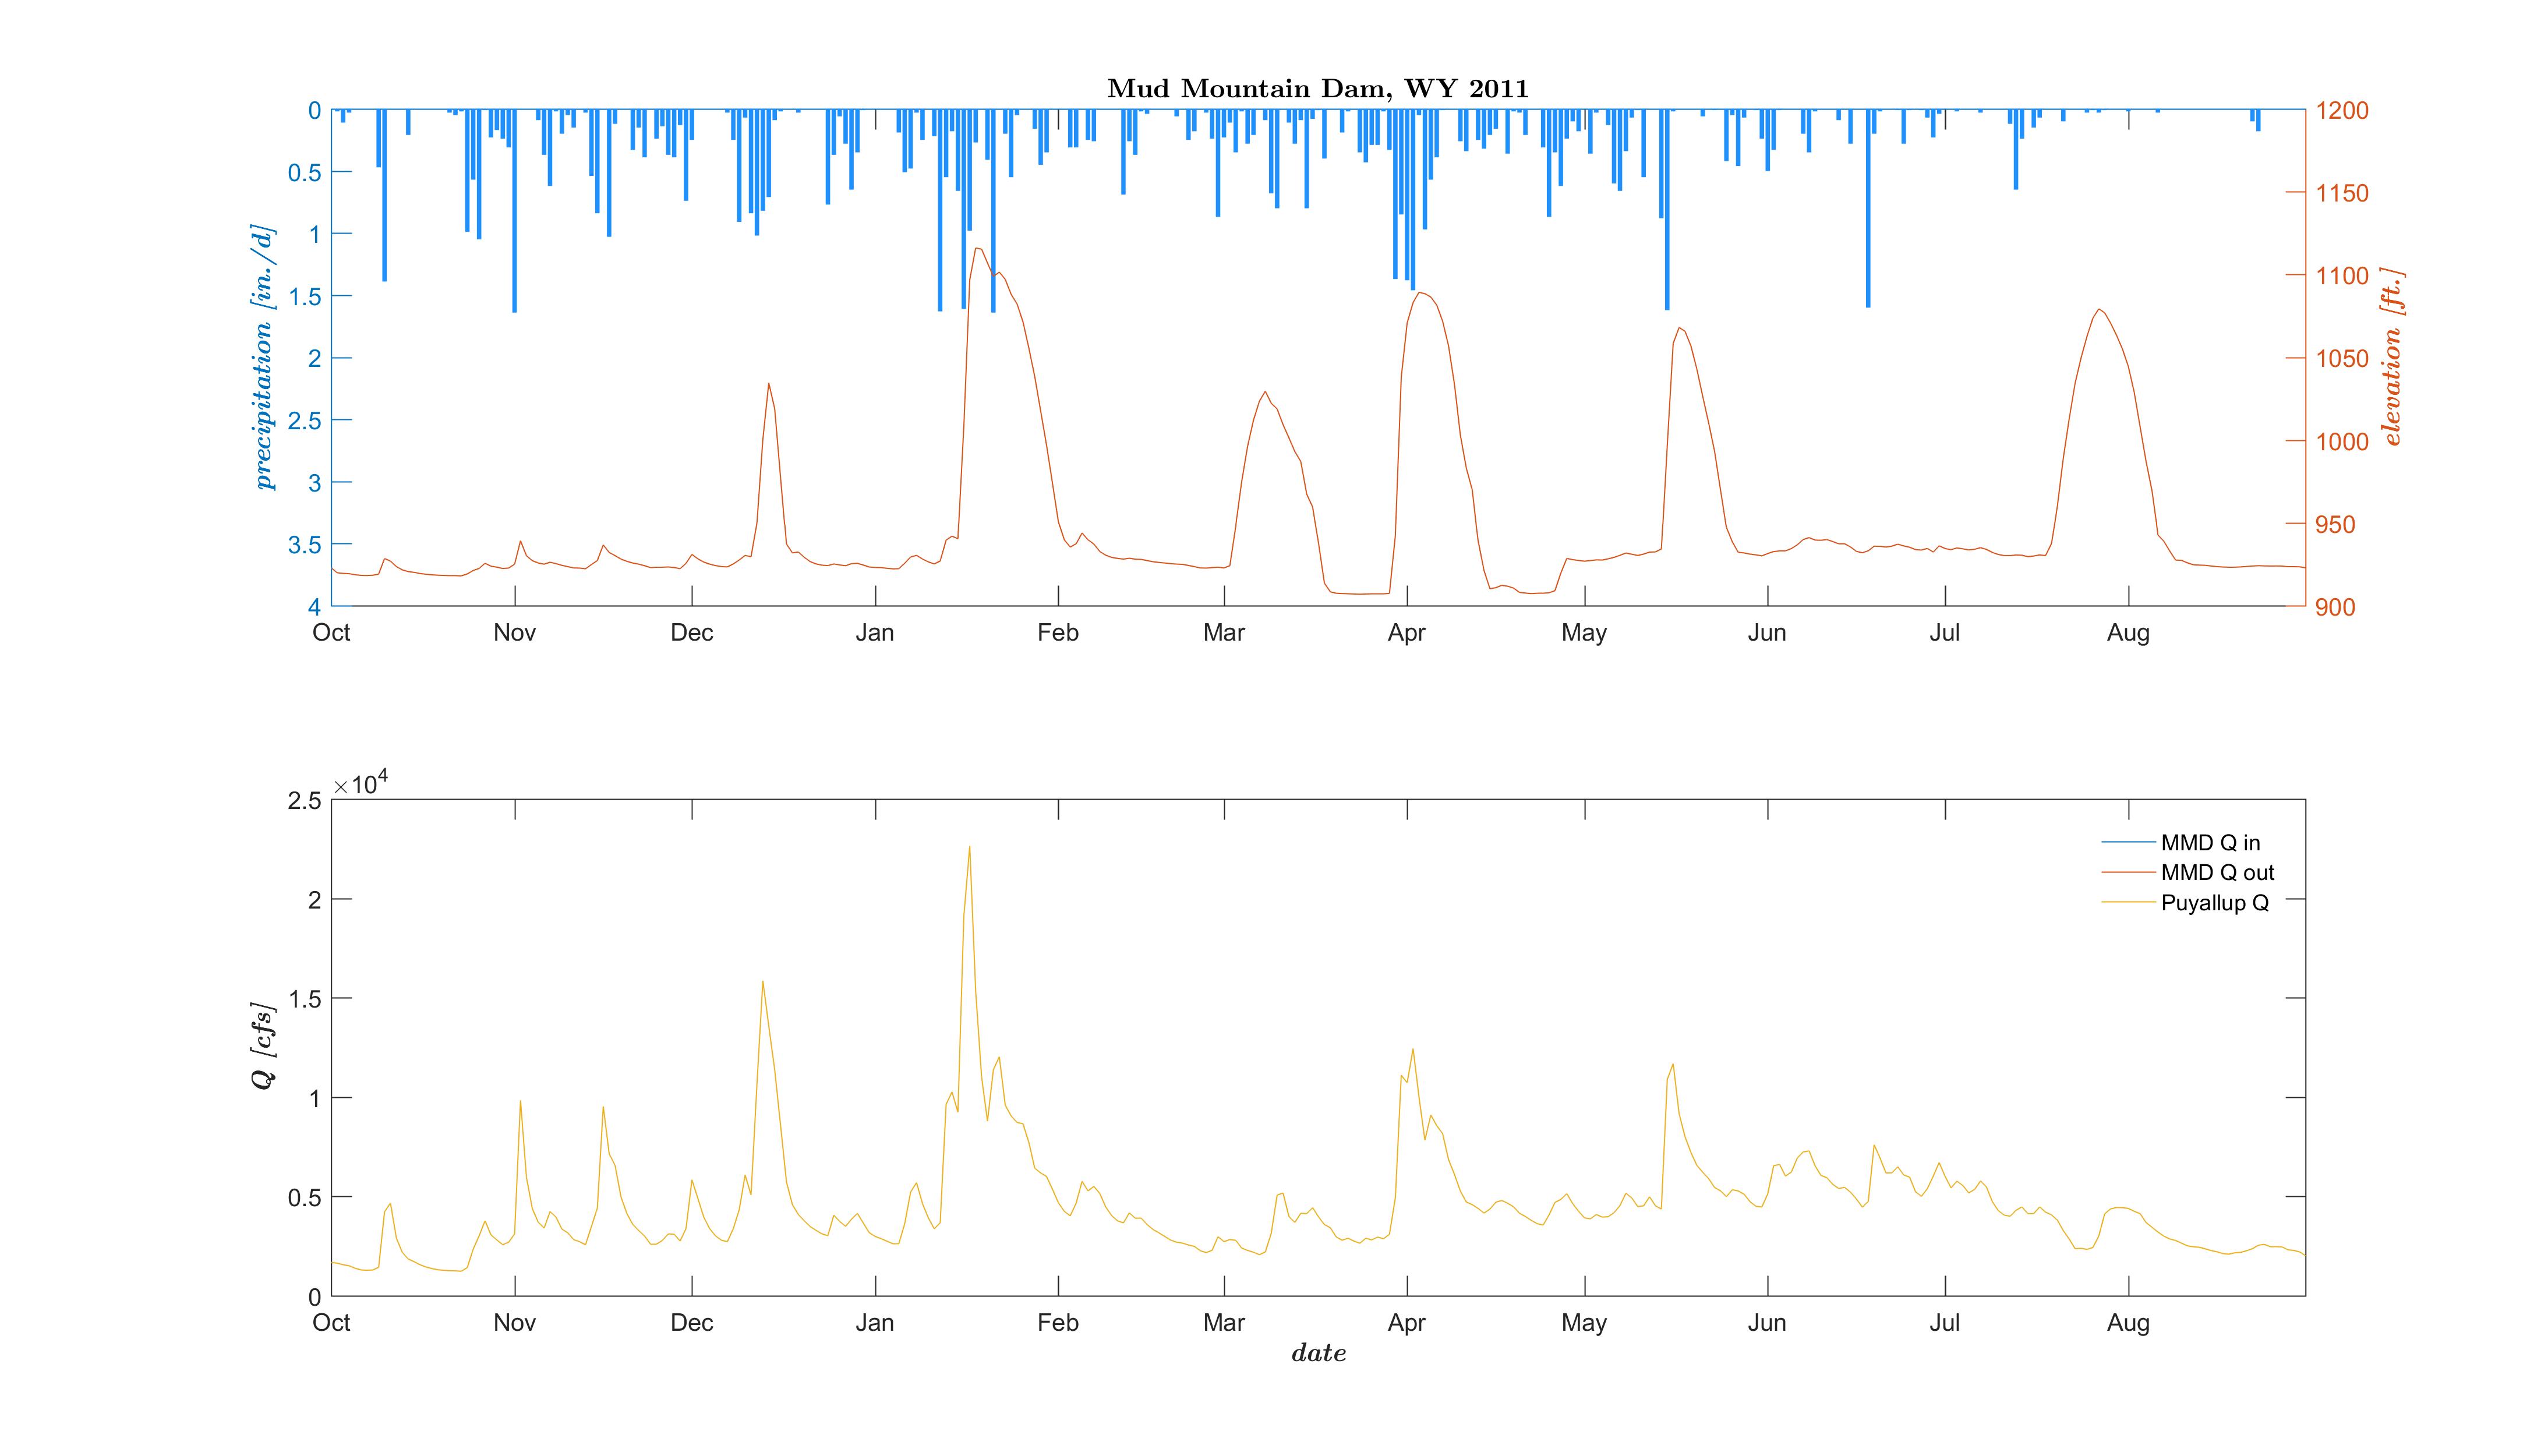 Mud Mountain Dam, WY 2011
precipitation [in./d]
0
0.5
1
1.5
2
2.5
3
3.5
4
1200
1150
1100
1050
1000
950
900
elevation [ft.]
Oct Nov Dec Jan Feb Mar Apr May Jun Jul Aug
×10⁴
Q [cfs]
2.5
2
1.5
1
0.5
0
MMD Q in
MMD Q out
Puyallup Q
Oct Nov Dec Jan Feb Mar Apr May Jun Jul Aug
date